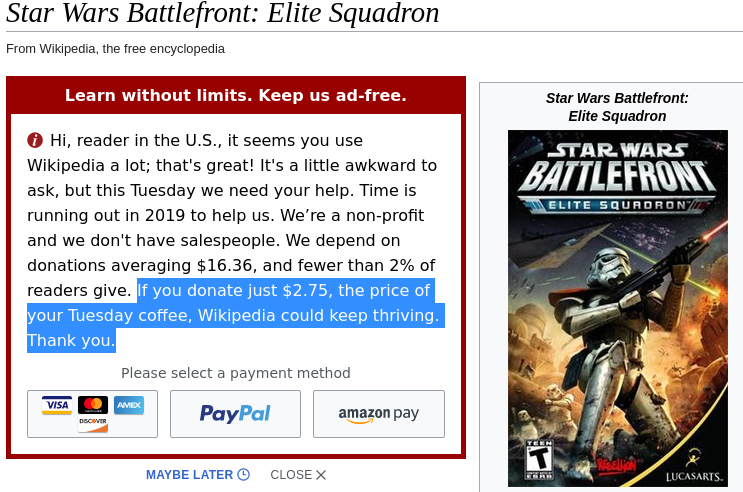 Star Wars Battlefront: Elite Squadron
From Wikipedia, the free encyclopedia
Learn without limits. Keep us ad-free.
Hi, reader in the U.S., it seems you use
Wikipedia a lot; that's great! It's a little awkward to
ask, but this Tuesday we need your help. Time is
running out in 2019 to help us. We’re a non-profit
and we don't have salespeople. We depend on
donations averaging $16.36, and fewer than 2% of
readers give. If you donate just $2.75, the price of
your Tuesday coffee, Wikipedia could keep thriving.
Thank you.
Please select a payment method
VISA MasterCard AMEX
DISCOVER
PayPal
amazon pay
MAYBE LATER CLOSE
Star Wars Battlefront:
Elite Squadron
STAR WARS
BATTLEFRONT
ELITE SQUADRON™
TEEN
T
ESRB
REBELLION
LUCASARTS